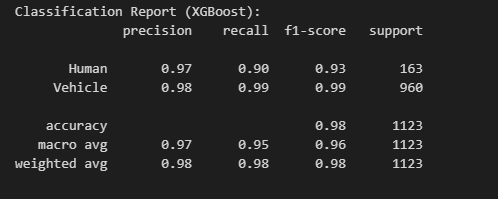 Classification Report (XGBoost):
precision recall f1-score support
Human 0.97 0.90 0.93 163
Vehicle 0.98 0.99 0.99 960
accuracy 0.98 1123
macro avg 0.97 0.95 0.96 1123
weighted avg 0.98 0.98 0.98 1123